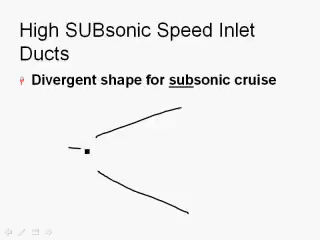 High SUBsonic Speed Inlet
Ducts
Divergent shape for subsonic cruise